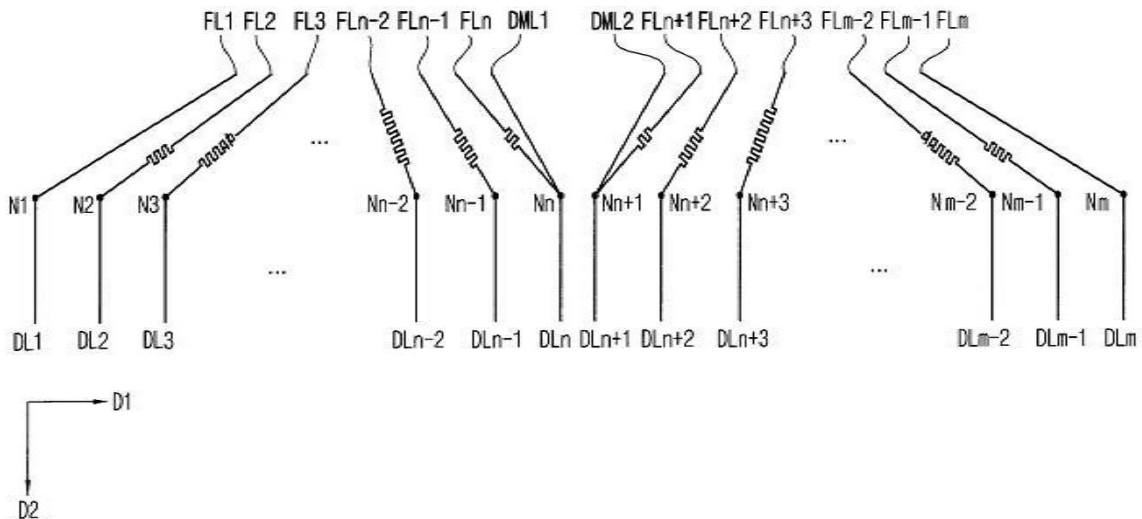 FL1 FL2 FL3 FLn-2 FLn-1 FLn DML1 DML2 FLn+1 FLn+2 FLn+3 FLm-2 FLm-1 FLm
... ...
N1 N2 N3 Nn-2 Nn-1 Nn Nn+1 Nn+2 Nn+3 Nm-2 Nm-1 Nm
... ...
DL1 DL2 DL3 DLn-2 DLn-1 DLn DLn+1 DLn+2 DLn+3 DLm-2 DLm-1 DLm
D1
D2